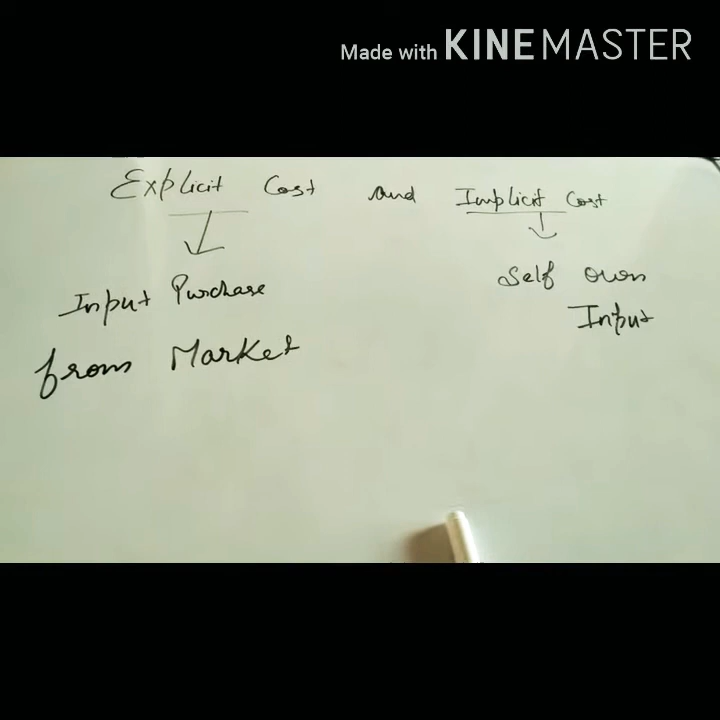 Made with KINEMASTER
Explicit Cost and Implicit Cost
Input Purchase
from Market
Self own
Input